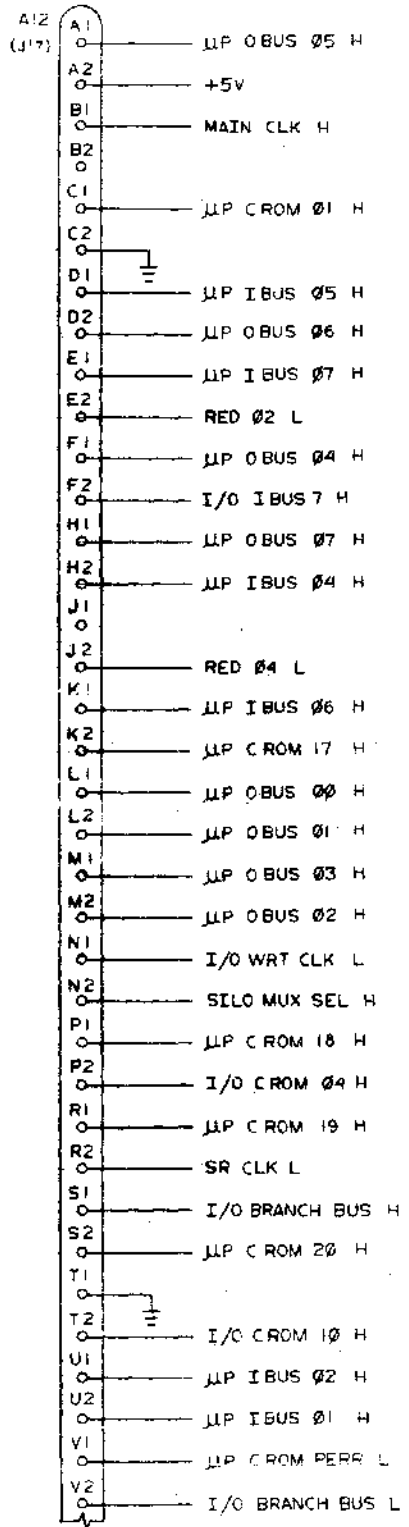 A12
(J17)
A1 µP OBUS Ø5 H
A2 +5V
B1 MAIN CLK H
B2
C1 µP CROM Ø1 H
C2
D1 µP IBUS Ø5 H
D2 µP OBUS Ø6 H
E1 µP IBUS Ø7 H
E2 RED Ø2 L
F1 µP OBUS Ø4 H
F2 I/O IBUS 7 H
H1 µP OBUS Ø7 H
H2 µP IBUS Ø4 H
J1
J2 RED Ø4 L
K1 µP IBUS Ø6 H
K2 µP CROM 17 H
L1 µP OBUS ØØ H
L2 µP OBUS Ø1 H
M1 µP OBUS Ø3 H
M2 µP OBUS Ø2 H
N1 I/O WRT CLK L
N2 SILO MUX SEL H
P1 µP CROM 18 H
P2 I/O CROM Ø4 H
R1 µP CROM 19 H
R2 SR CLK L
S1 I/O BRANCH BUS H
S2 µP CROM 2Ø H
T1
T2 I/O CROM 1Ø H
U1 µP IBUS Ø2 H
U2 µP IBUS Ø1 H
V1 µP CROM PERR L
V2 I/O BRANCH BUS L